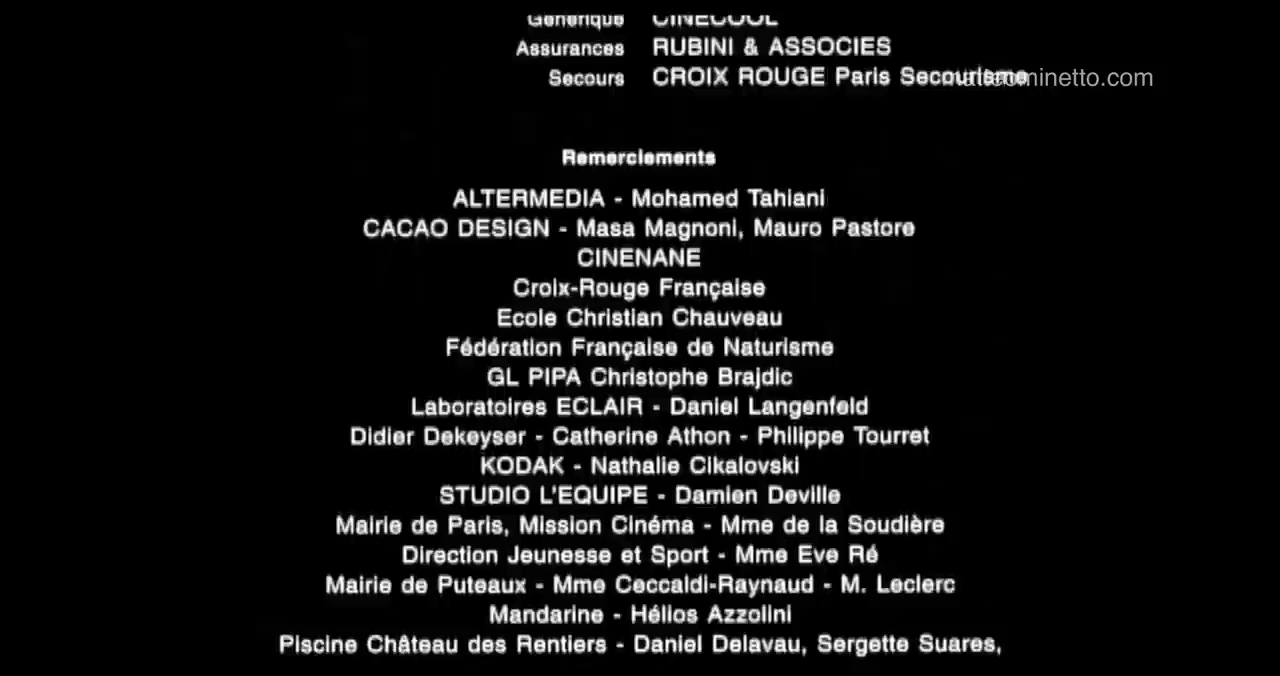 Générique CINECOOL
Assurances RUBINI & ASSOCIES
Secours CROIX ROUGE Paris Secourisme
Remerciements
ALTERMEDIA - Mohamed Tahiani
CACAO DESIGN - Masa Magnoni, Mauro Pastore
CINENANE
Croix-Rouge Française
Ecole Christian Chauveau
Fédération Française de Naturisme
GL PIPA Christophe Brajdic
Laboratoires ECLAIR - Daniel Langenfeld
Didier Dekeyser - Catherine Athon - Philippe Tourret
KODAK - Nathalie Cikalovski
STUDIO L'EQUIPE - Damien Deville
Mairie de Paris, Mission Cinéma - Mme de la Soudière
Direction Jeunesse et Sport - Mme Eve Ré
Mairie de Puteaux - Mme Ceccaldi-Raynaud - M. Leclerc
Mandarine - Hélios Azzolini
Piscine Château des Rentiers - Daniel Delavau, Sergette Suares,